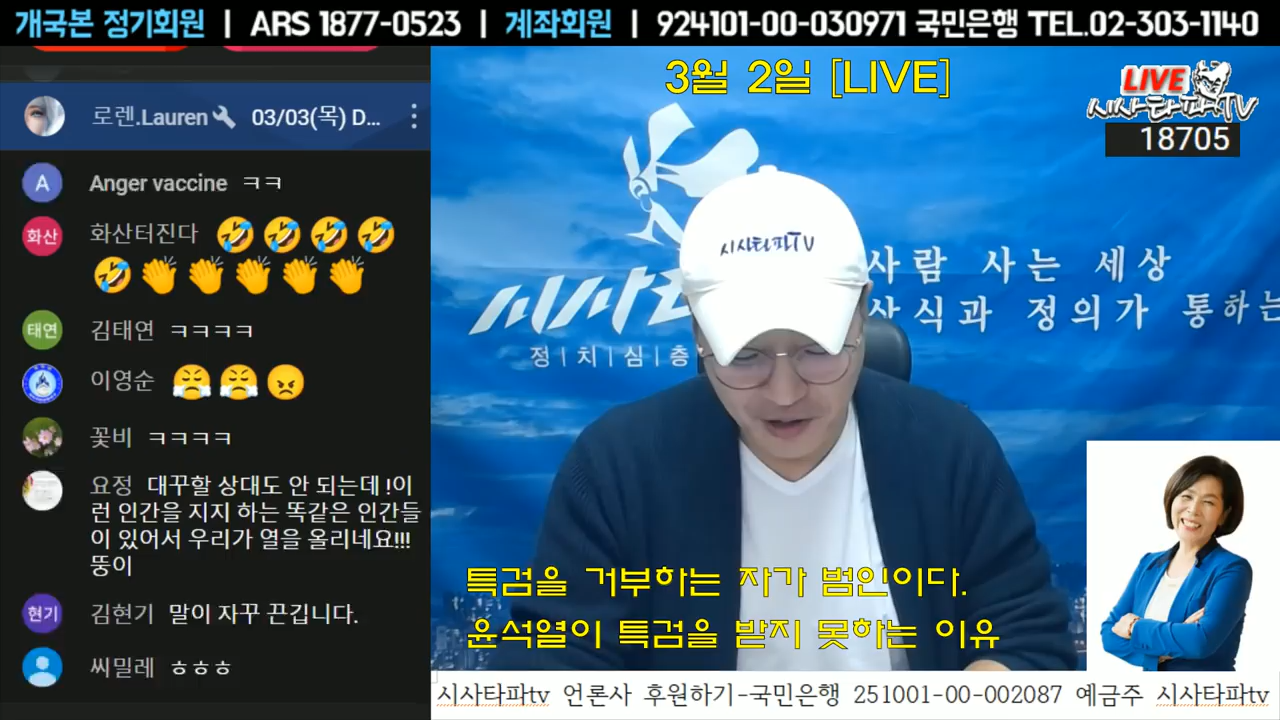 개국본 정기회원 | ARS 1877-0523 | 계좌회원 | 924101-00-030971 국민은행 TEL.02-303-1140
로렌.Lauren 03/03(목) D...
A Anger vaccine ㅋㅋ
화산 화산터진다
태연 김태연 ㅋㅋㅋㅋ
이영순
꽃비 ㅋㅋㅋㅋ
요정 대꾸할 상대도 안 되는데 !이
런 인간을 지지 하는 똑같은 인간들
이 있어서 우리가 열을 올리네요!!!
뚱이
현기 김현기 말이 자꾸 끈깁니다.
씨밀레 ㅎㅎㅎ
3월 2일 [LIVE]
LIVE
시사타파TV
18705
시사타파TV
시사타
정|치|심|층
사람 사는 세상
상식과 정의가 통하는
특검을 거부하는 자가 범인이다.
윤석열이 특검을 받지 못하는 이유
시사타파tv 언론사 후원하기-국민은행 251001-00-002087 예금주 시사타파tv